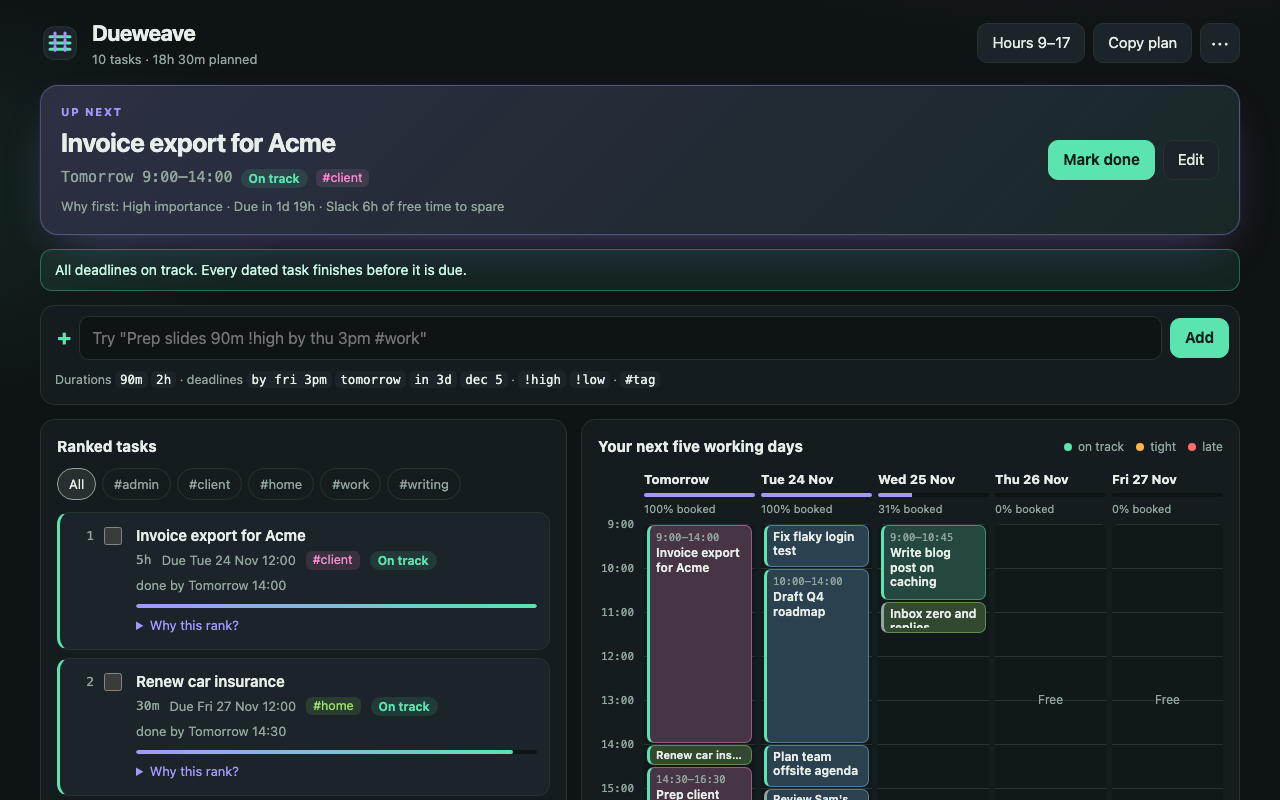 Dueweave
10 tasks · 18h 30m planned
Hours 9–17
Copy plan
...
UP NEXT
Invoice export for Acme
Tomorrow 9:00–14:00 On track #client
Why first: High importance · Due in 1d 19h · Slack 6h of free time to spare
Mark done
Edit
All deadlines on track. Every dated task finishes before it is due.
+ Try "Prep slides 90m !high by thu 3pm #work"
Add
Durations 90m 2h · deadlines by fri 3pm tomorrow in 3d dec 5 · !high !low · #tag
Ranked tasks
All #admin #client #home #work #writing
1 Invoice export for Acme
5h Due Tue 24 Nov 12:00 #client On track
done by Tomorrow 14:00
Why this rank?
2 Renew car insurance
30m Due Fri 27 Nov 12:00 #home On track
done by Tomorrow 14:30
Why this rank?
Your next five working days
on track tight late
Tomorrow Tue 24 Nov Wed 25 Nov Thu 26 Nov Fri 27 Nov
100% booked 100% booked 31% booked 0% booked 0% booked
9:00
10:00
11:00
12:00
13:00
14:00
15:00
9:00–14:00
Invoice export
for Acme
Renew car ins…
14:30–16:30
Prep client
Fix flaky login
test
10:00–14:00
Draft Q4
roadmap
Plan team
offsite agenda
Review Sam's
9:00–10:45
Write blog
post on
caching
Inbox zero and
replies
Free
Free